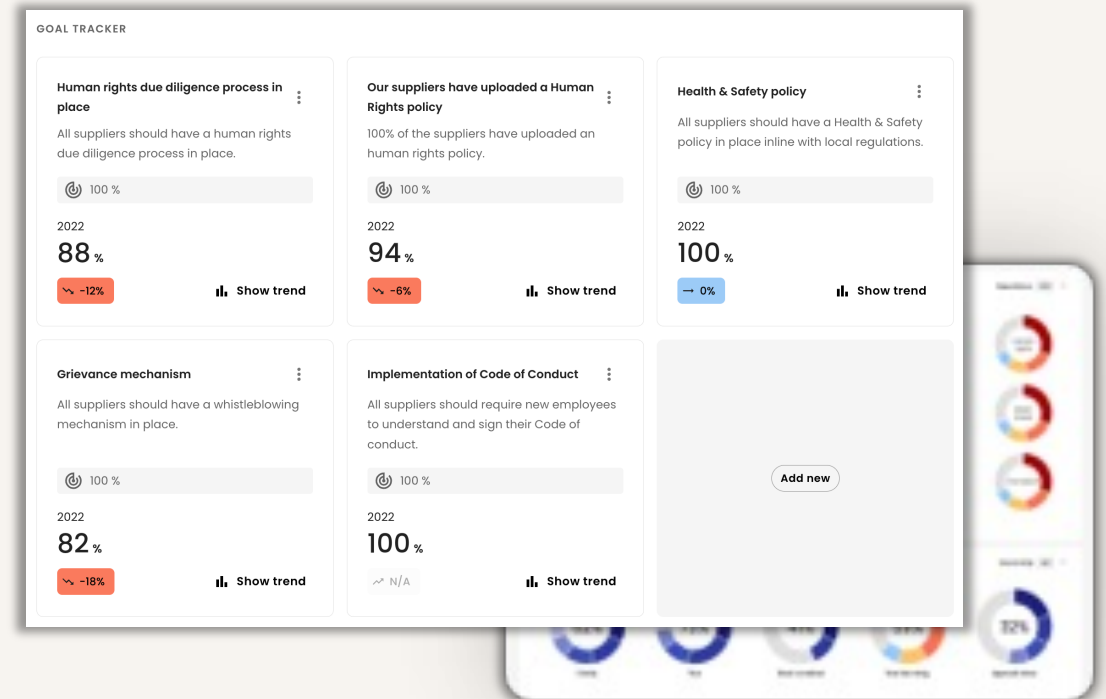 GOAL TRACKER
Human rights due diligence process in
place
All suppliers should have a human rights
due diligence process in place.
100 %
2022
88 %
-12%
Show trend
Our suppliers have uploaded a Human
Rights policy
100% of the suppliers have uploaded an
human rights policy.
100 %
2022
94 %
-6%
Show trend
Health & Safety policy
All suppliers should have a Health & Safety
policy in place inline with local regulations.
100 %
2022
100 %
0%
Show trend
Grievance mechanism
All suppliers should have a whistleblowing
mechanism in place.
100 %
2022
82 %
-18%
Show trend
Implementation of Code of Conduct
All suppliers should require new employees
to understand and sign their Code of
conduct.
100 %
2022
100 %
N/A
Show trend
Add new